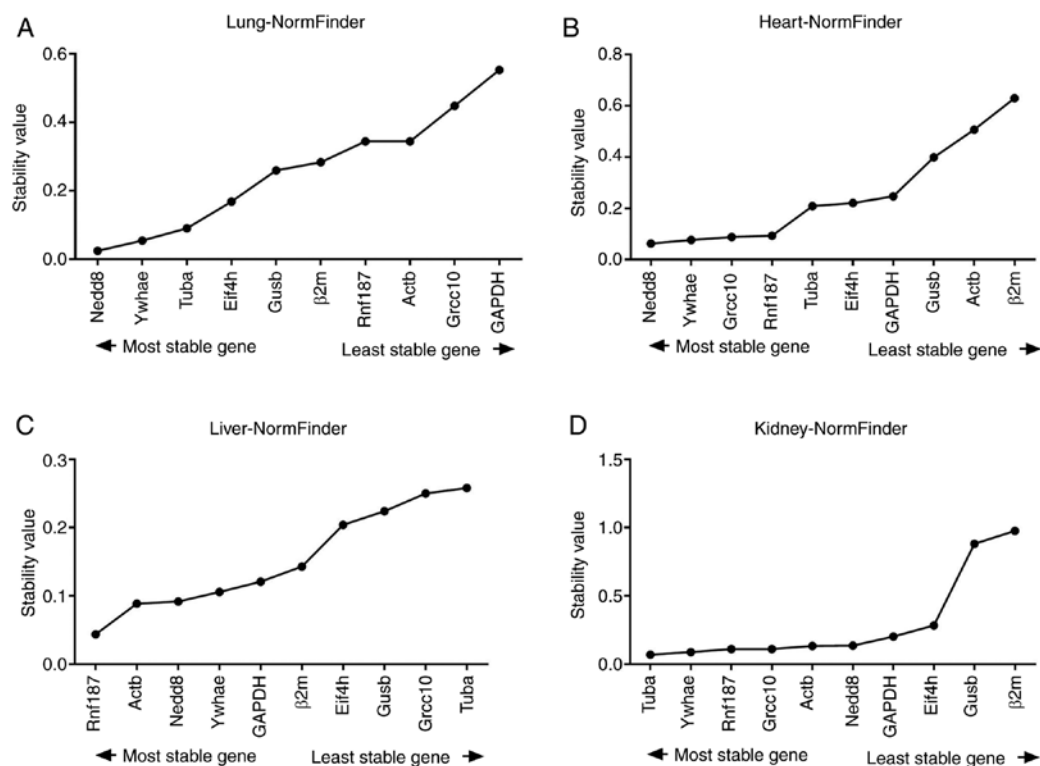 A
Lung-NormFinder
Stability value
0.6
0.4
0.2
0.0
Nedd8
Ywhae
Tuba
Eif4h
Gusb
β2m
Rnf187
Actb
Grcc10
GAPDH
Most stable gene
Least stable gene
B
Heart-NormFinder
Stability value
0.8
0.6
0.4
0.2
0.0
Nedd8
Ywhae
Grcc10
Rnf187
Tuba
Eif4h
GAPDH
Gusb
Actb
β2m
Most stable gene
Least stable gene
C
Liver-NormFinder
Stability value
0.3
0.2
0.1
0.0
Rnf187
Actb
Nedd8
Ywhae
GAPDH
β2m
Eif4h
Gusb
Grcc10
Tuba
Most stable gene
Least stable gene
D
Kidney-NormFinder
Stability value
1.5
1.0
0.5
0.0
Tuba
Ywhae
Rnf187
Grcc10
Actb
Nedd8
GAPDH
Eif4h
Gusb
β2m
Most stable gene
Least stable gene